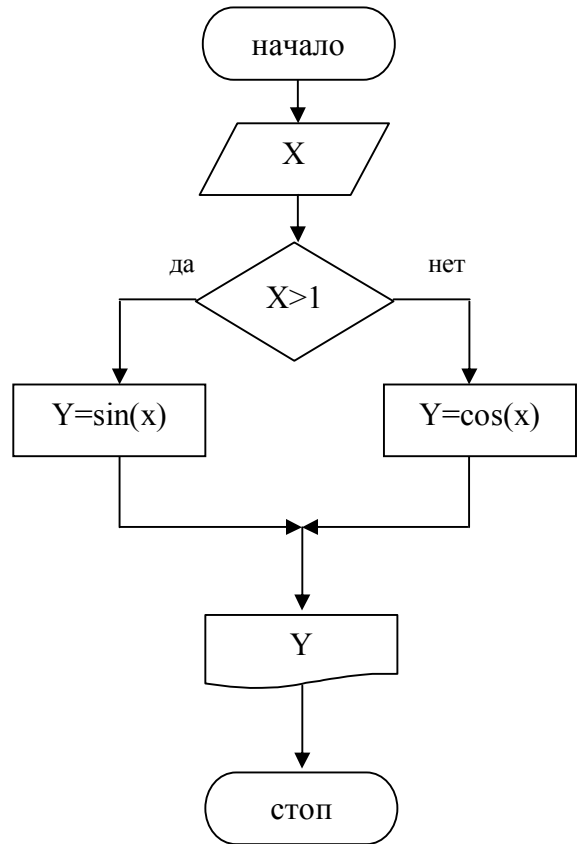 начало
X
да
нет
X>1
Y=sin(x)
Y=cos(x)
Y
стоп